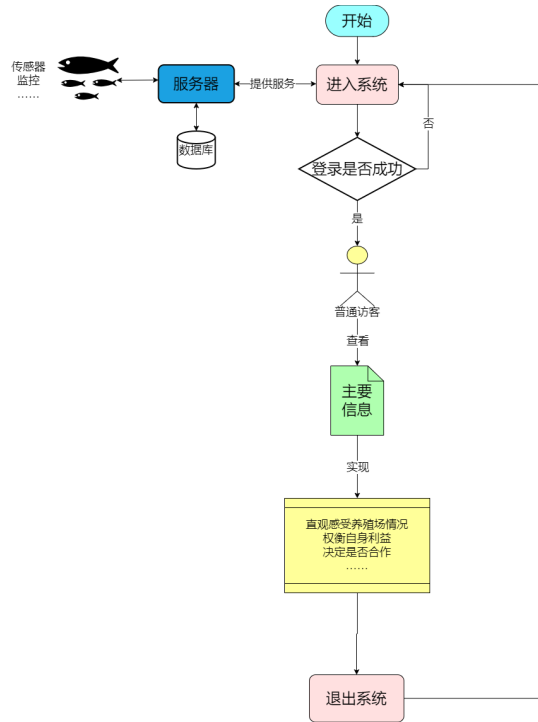 开始
传感器
监控
……
服务器
提供服务
进入系统
否
数据库
登录是否成功
是
普通访客
查看
主要
信息
实现
直观感受养殖场情况
权衡自身利益
决定是否合作
……
退出系统